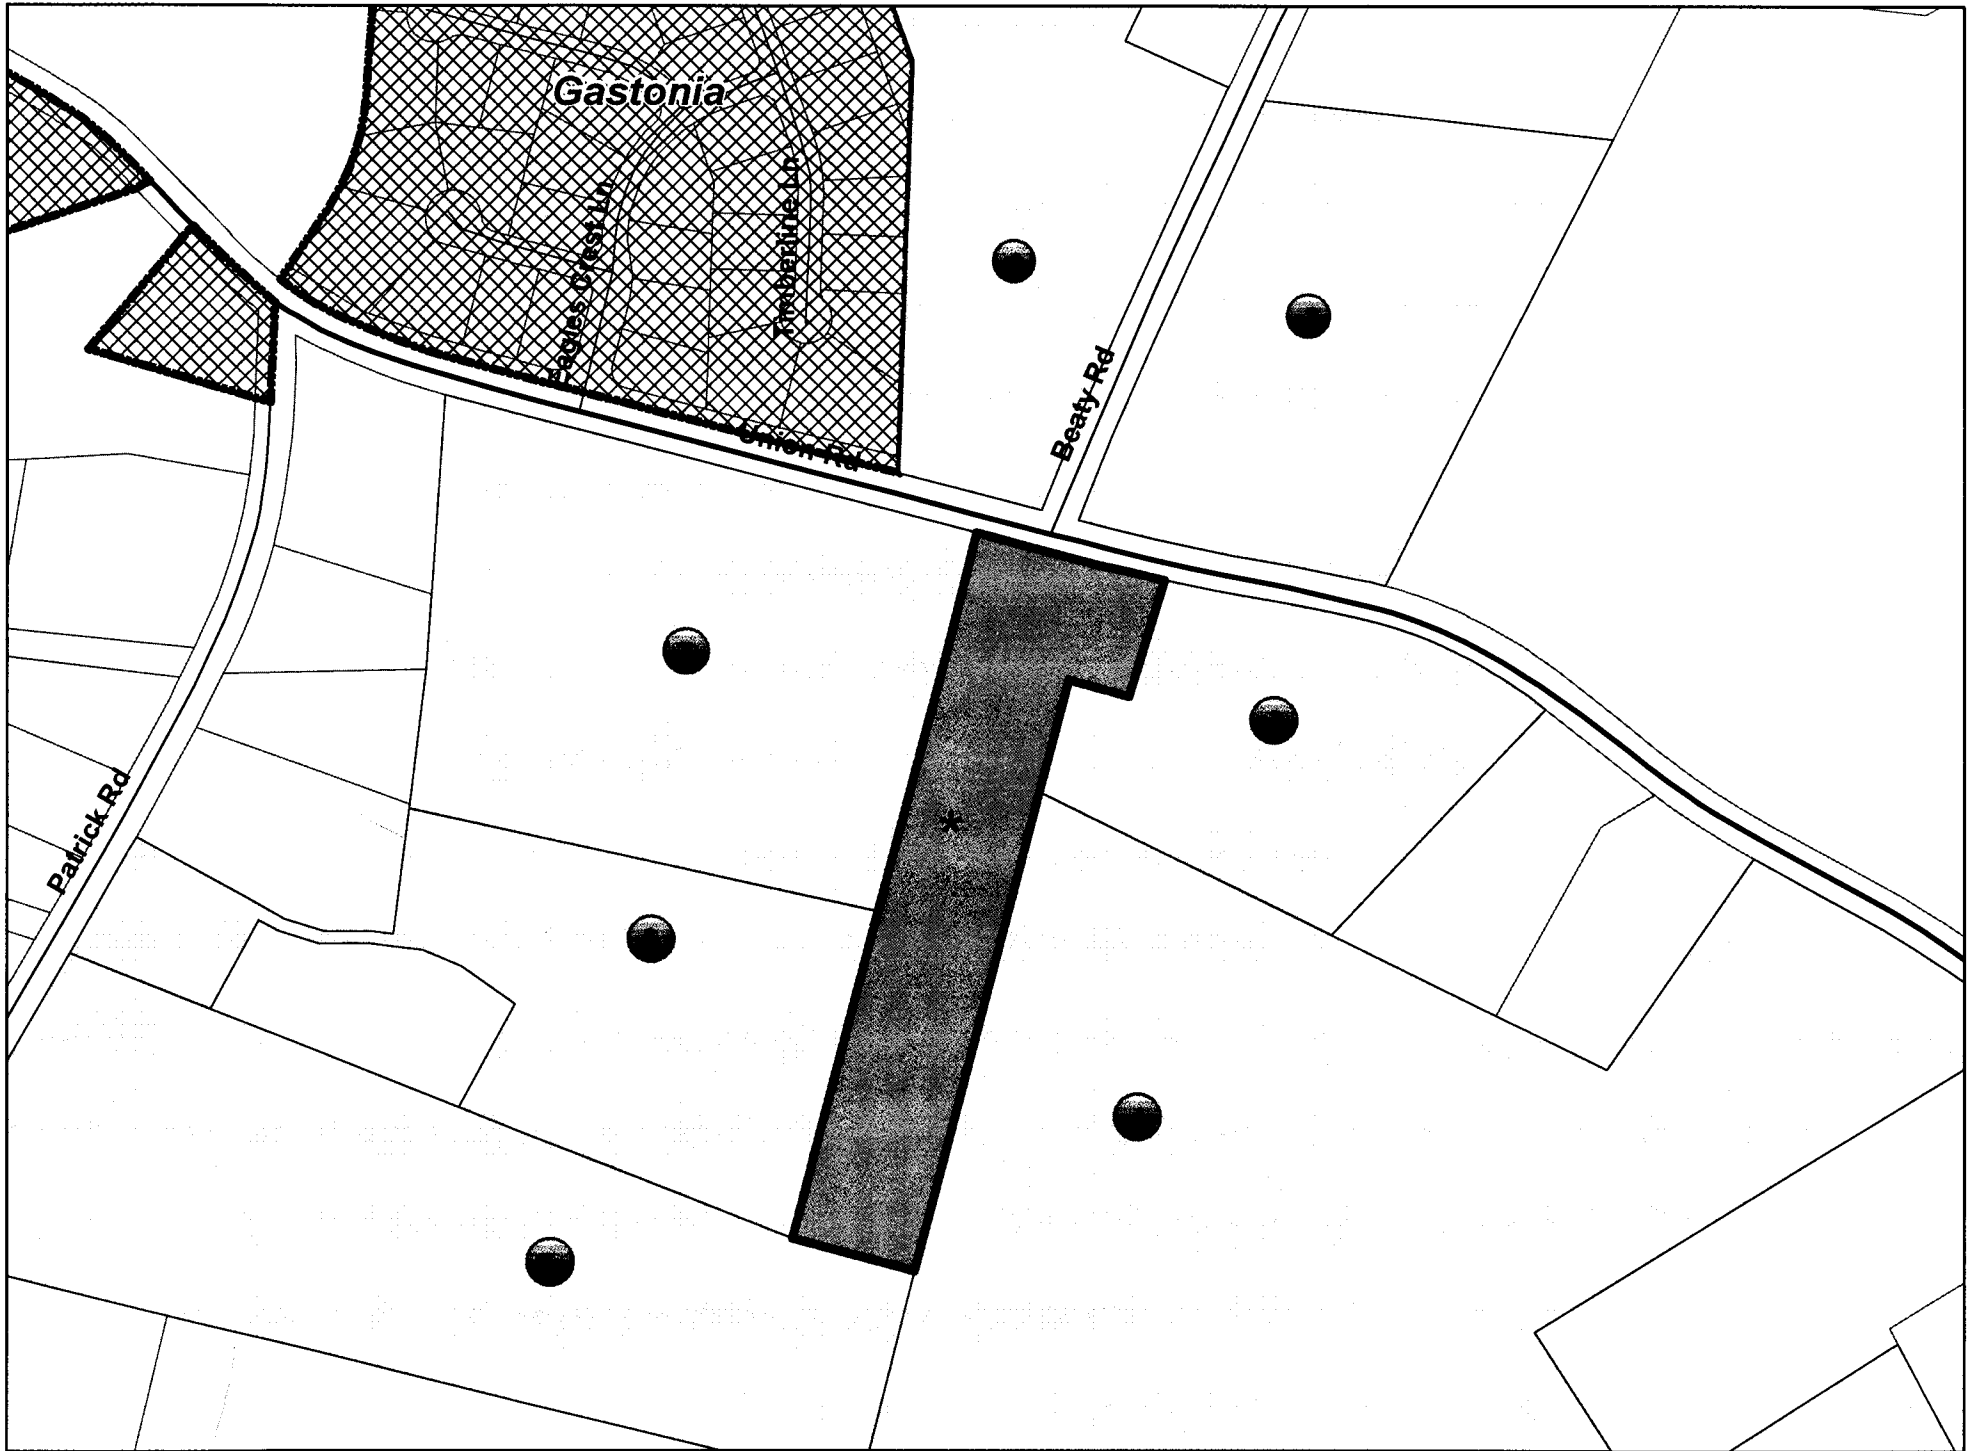 Gastonia
Eagles Crest Ln
Timberline Ln
Union Rd
Beaty Rd
Patrick Rd
*